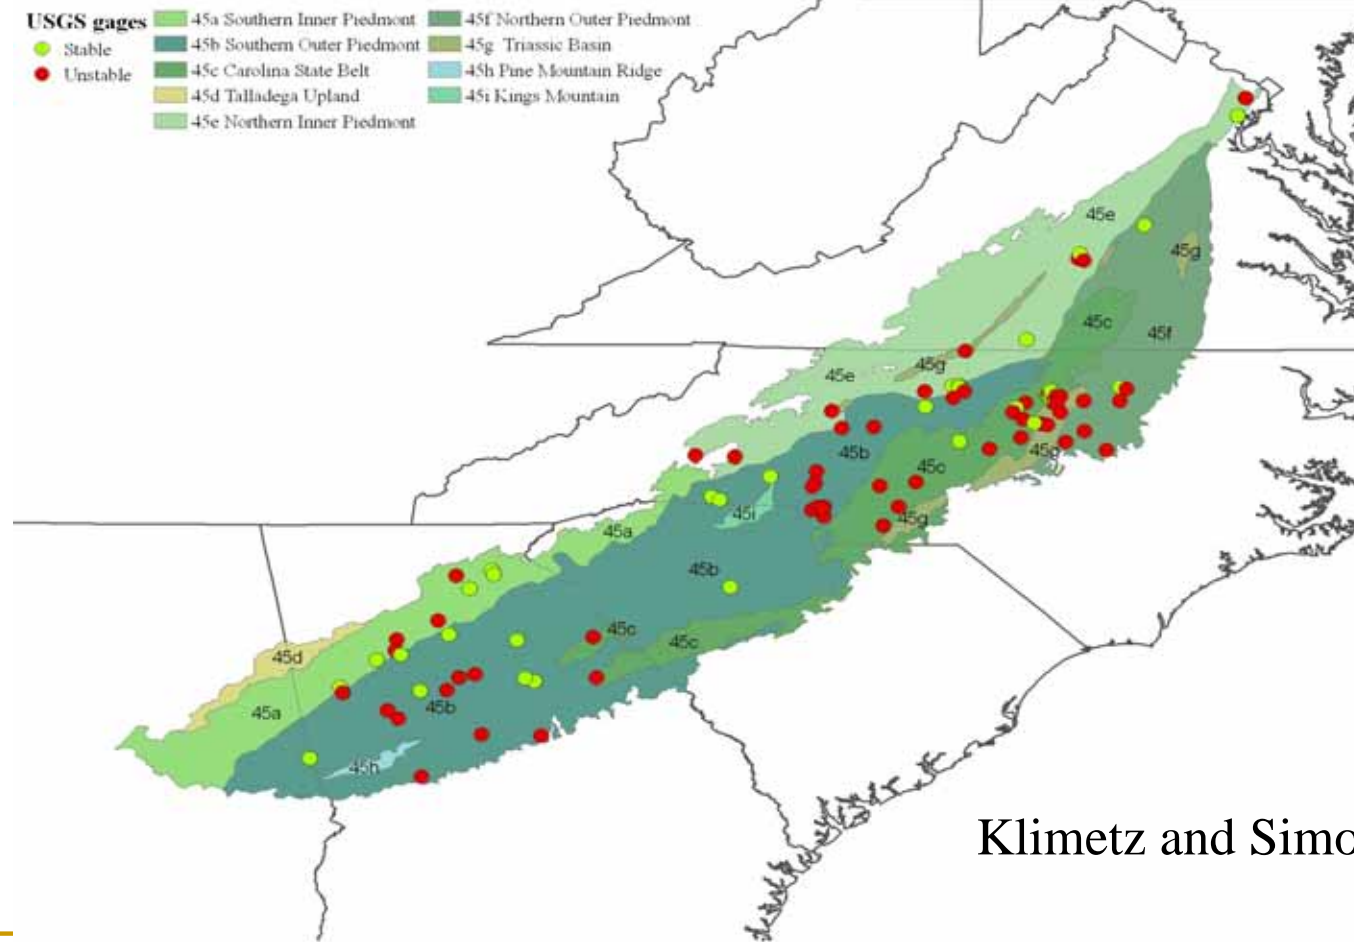 USGS gages
Stable
Unstable
45a Southern Inner Piedmont
45b Southern Outer Piedmont
45c Carolina State Belt
45d Talladega Upland
45e Northern Inner Piedmont
45f Northern Outer Piedmont
45g Triassic Basin
45h Pine Mountain Ridge
45i Kings Mountain
45e
45g
45c
45f
45g
45e
45b
45c
45g
45g
45i
45a
45b
45c
45c
45d
45a
45b
45h
Klimetz and Simo